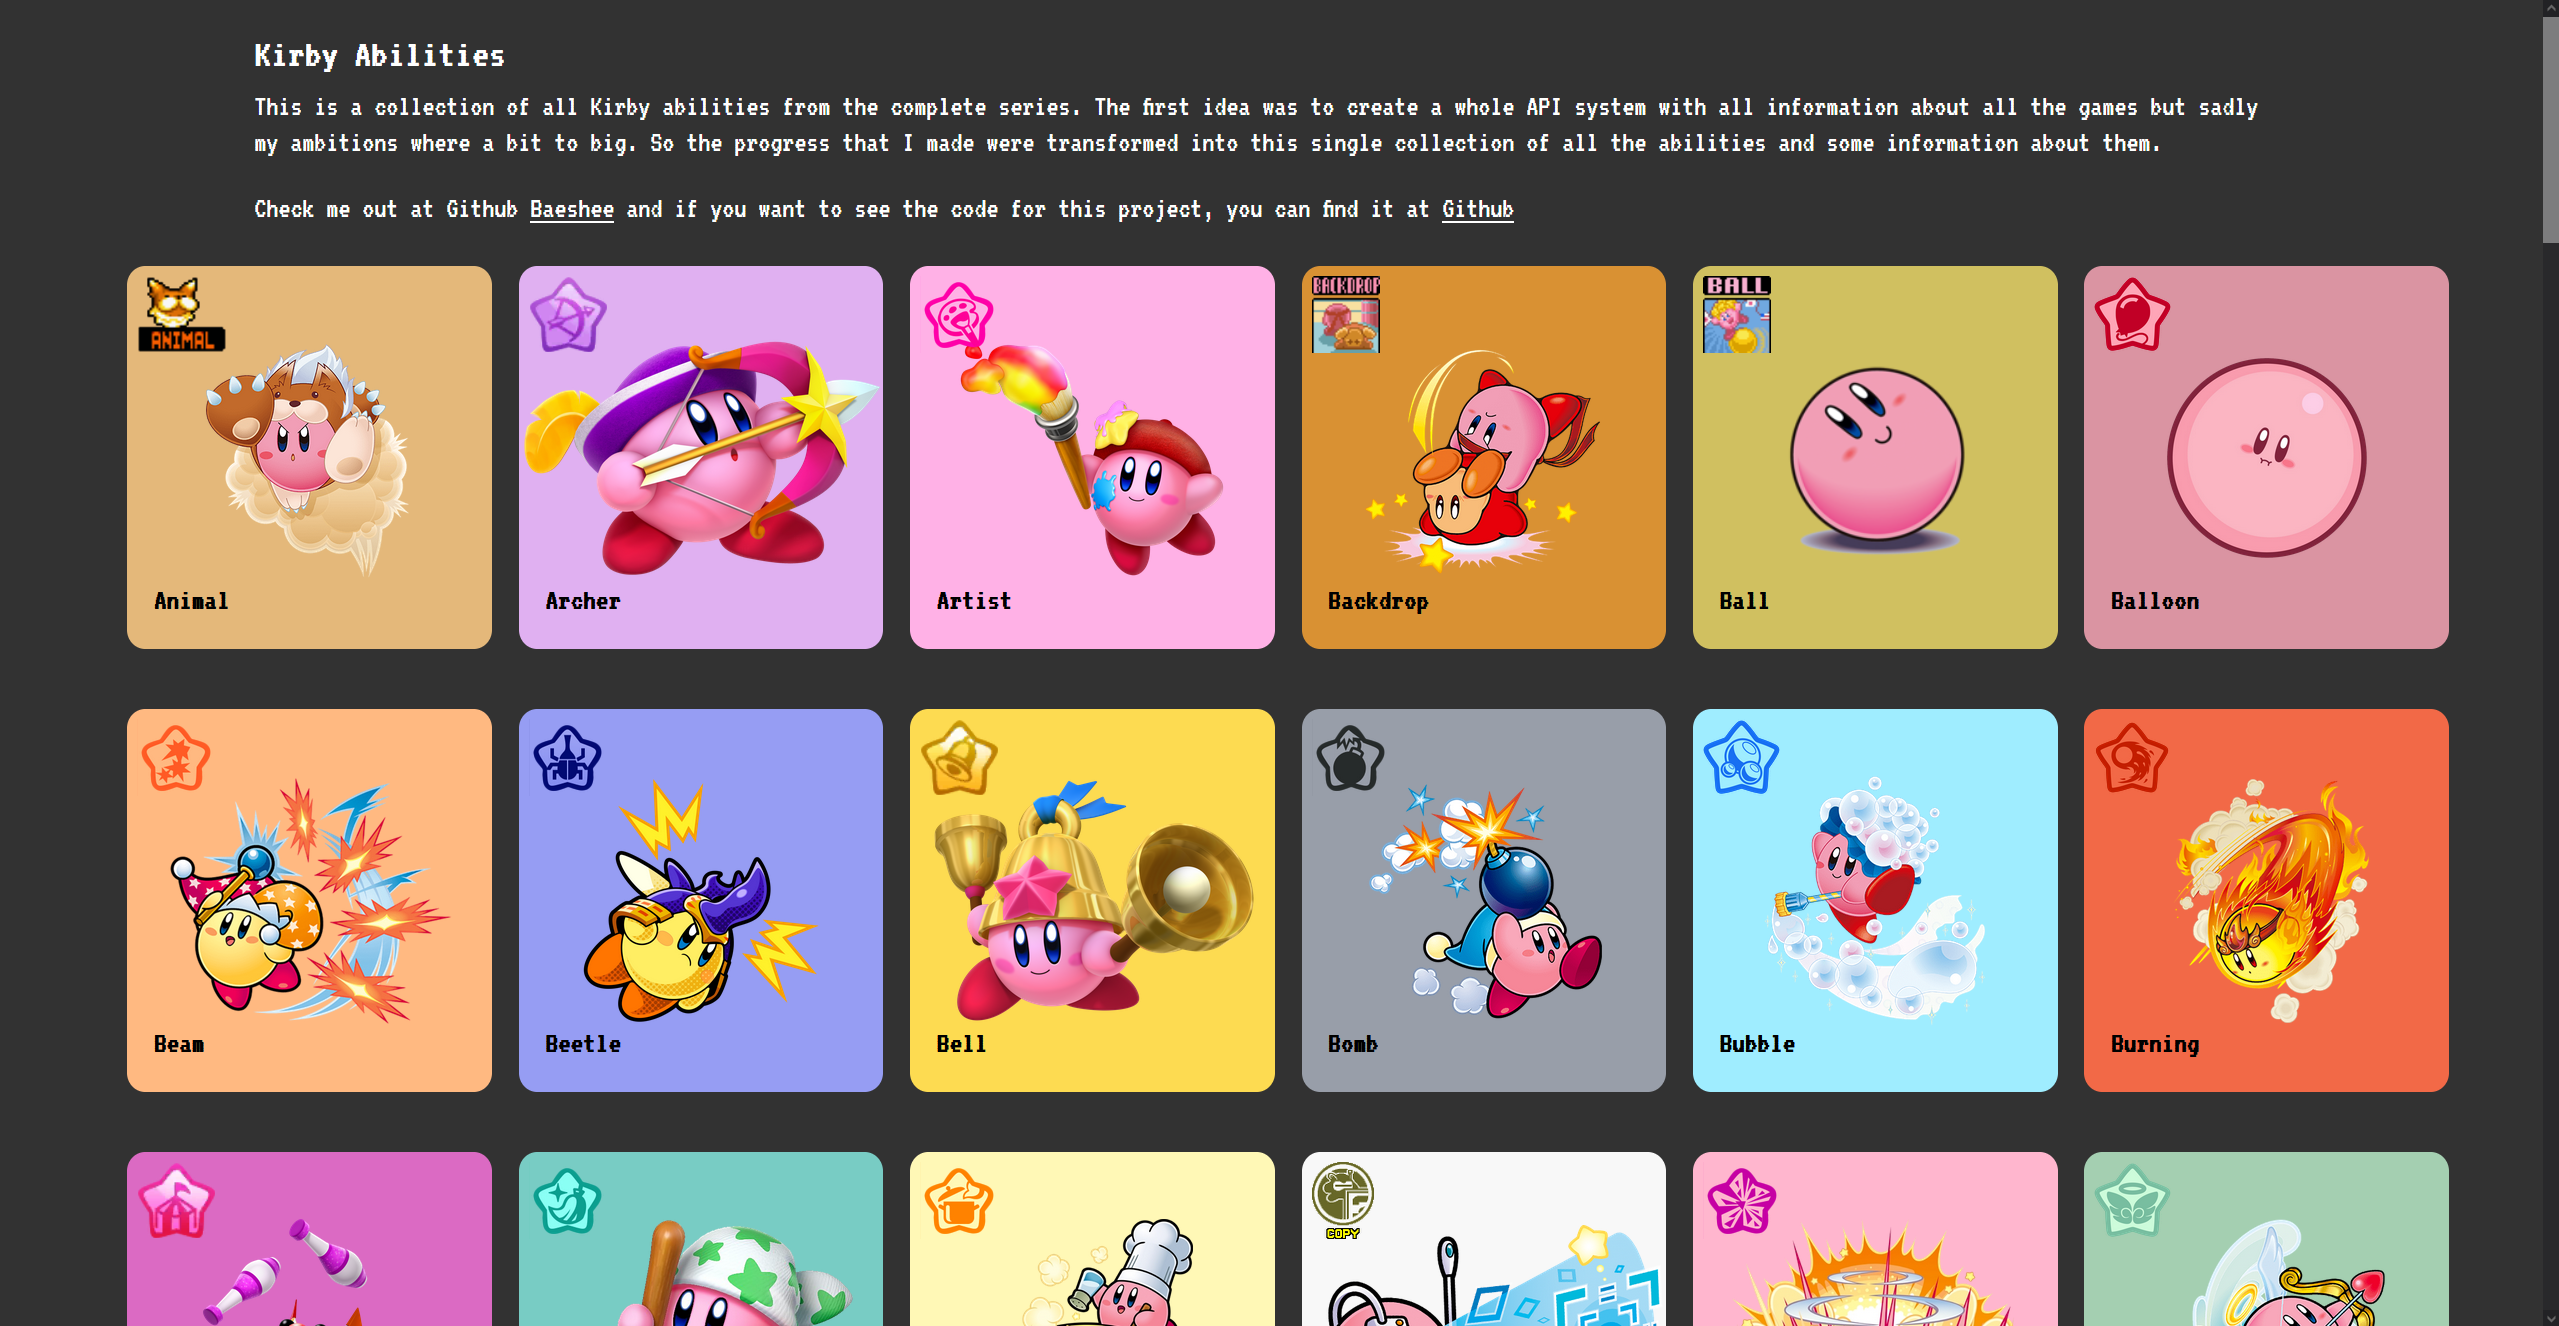 Kirby Abilities
This is a collection of all Kirby abilities from the complete series. The first idea was to create a whole API system with all information about all the games but sadly
my ambitions where a bit to big. So the progress that I made were transformed into this single collection of all the abilities and some information about them.
Check me out at Github Baeshee and if you want to see the code for this project, you can find it at Github
ANIMAL
BACKDROP
BALL
Animal
Archer
Artist
Backdrop
Ball
Balloon
Beam
Beetle
Bell
Bomb
Bubble
Burning
COPY